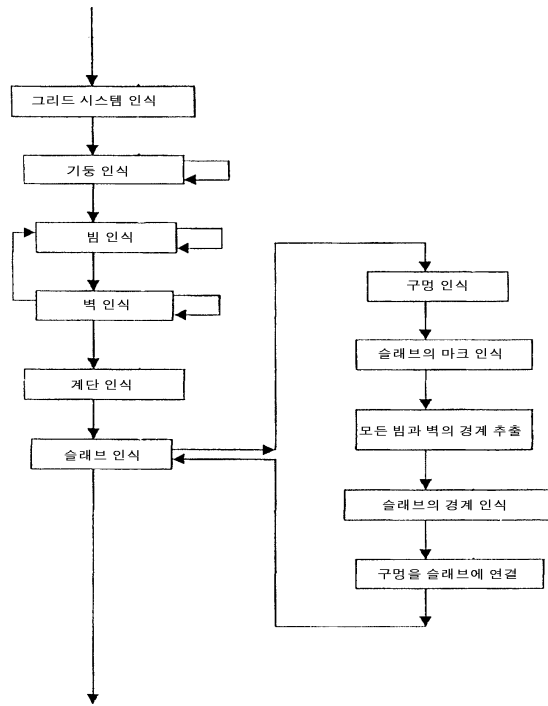 그리드 시스템 인식
기둥 인식
빔 인식
벽 인식
계단 인식
슬래브 인식
구멍 인식
슬래브의 마크 인식
모든 빔과 벽의 경계 추출
슬래브의 경계 인식
구멍을 슬래브에 연결